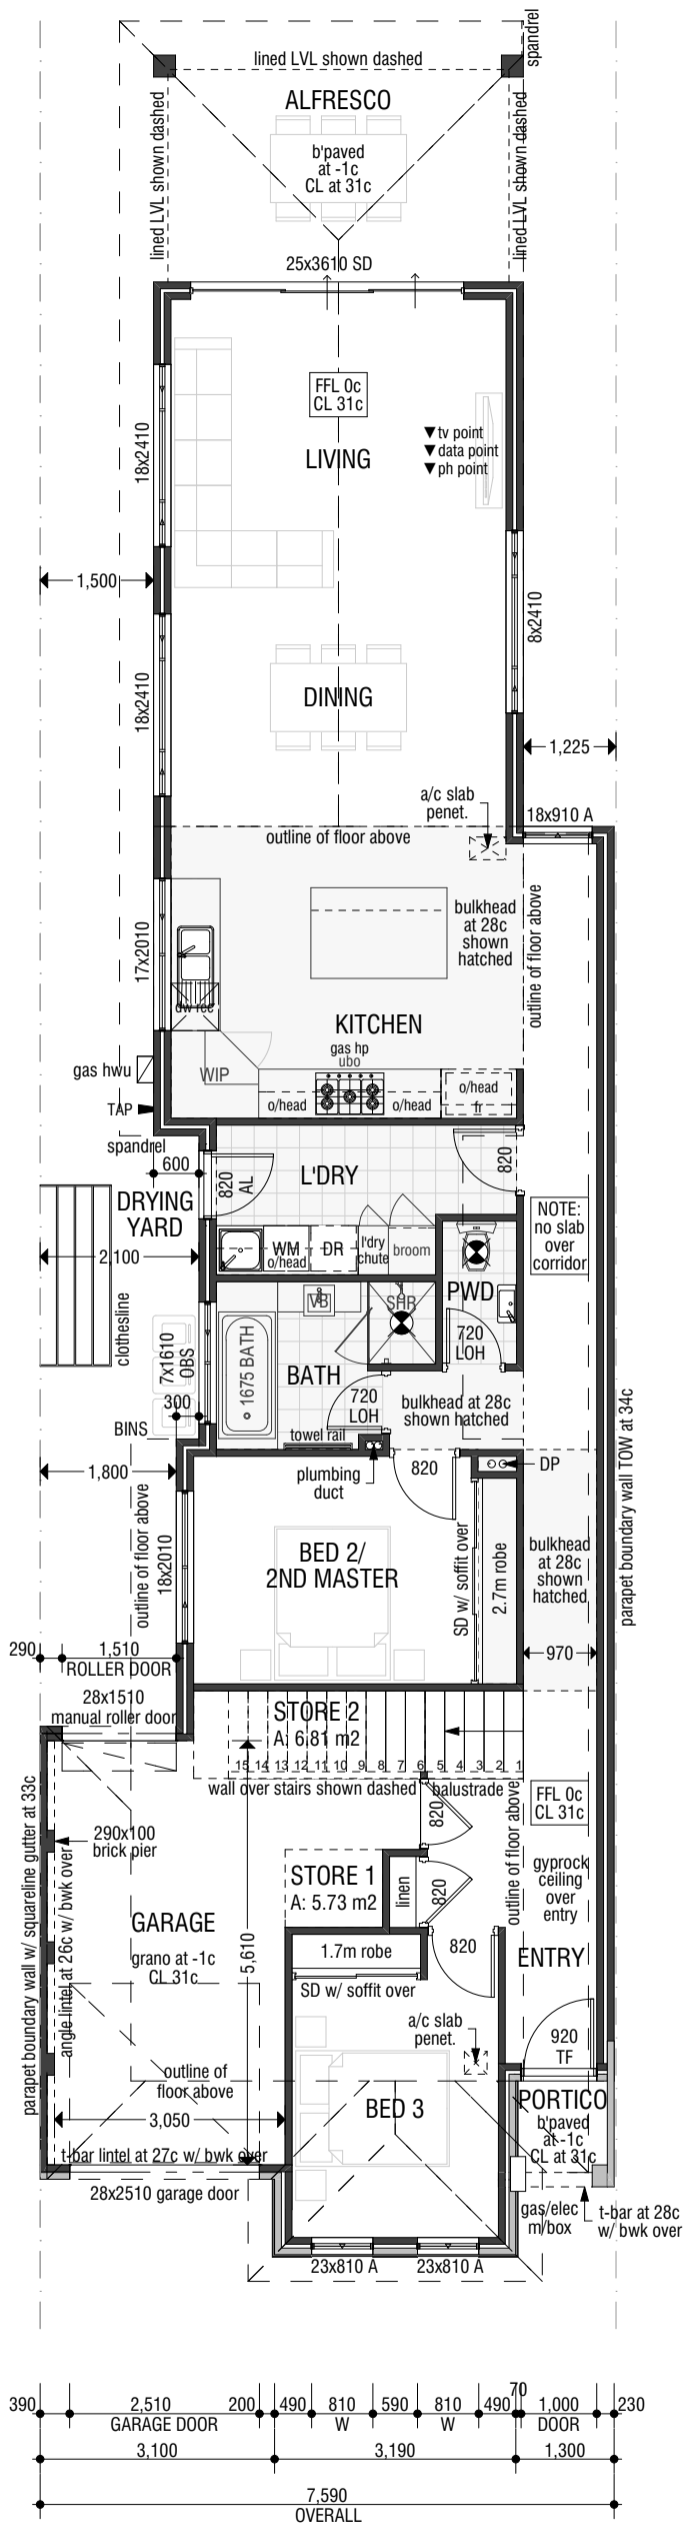 spandrel
lined LVL shown dashed
ALFRESCO
lined LVL shown dashed
b'paved
at -1c
CL at 31c
lined LVL shown dashed
25x3610 SD
FFL 0c
CL 31c
tv point
data point
ph point
LIVING
18x2410
1,500
8x2410
18x2410
DINING
1,225
a/c slab
penet.
18x910 A
outline of floor above
bulkhead
at 28c
shown
hatched
outline of floor above
17x2010
dw rec
KITCHEN
gas hp
ubo
gas hwu
WIP
o/head
o/head
o/head
fr
TAP
spandrel
600
820
AL
L'DRY
820
DRYING
YARD
2,100
NOTE:
no slab
over
corridor
WM
o/head
DR
l'dry
chute
broom
PWD
VB
SHR
clothesline
7x1610
OBS
1675 BATH
BATH
720
LOH
720
LOH
300
BINS
bulkhead at 28c
shown hatched
towel rail
parapet boundary wall TOW at 34c
1,800
plumbing
duct
820
DP
outline of floor above
18x2010
BED 2/
2ND MASTER
SD w/ soffit over
2.7m robe
bulkhead
at 28c
shown
hatched
290
1,510
ROLLER DOOR
970
28x1510
manual roller door
STORE 2
A: 6.81 m2
15 14 13 12 11 10 9 8 7 6 5 4 3 2 1
wall over stairs shown dashed
balustrade
820
outline of floor above
FFL 0c
CL 31c
290x100
brick pier
parapet boundary wall w/ squareline gutter at 33c
angle lintel at 26c w/ bwk over
STORE 1
A: 5.73 m2
linen
820
gyprock
ceiling
over
entry
GARAGE
grano at -1c
CL 31c
5,610
1.7m robe
820
ENTRY
SD w/ soffit over
a/c slab
penet.
920
TF
outline of
floor above
3,050
BED 3
PORTICO
b'paved
at -1c
CL at 31c
t-bar lintel at 27c w/ bwk over
28x2510 garage door
gas/elec
m/box
t-bar at 28c
w/ bwk over
23x810 A
23x810 A
390
2,510
200
490
810
590
810
490
70
1,000
230
GARAGE DOOR
W
W
DOOR
3,100
3,190
1,300
7,590
OVERALL